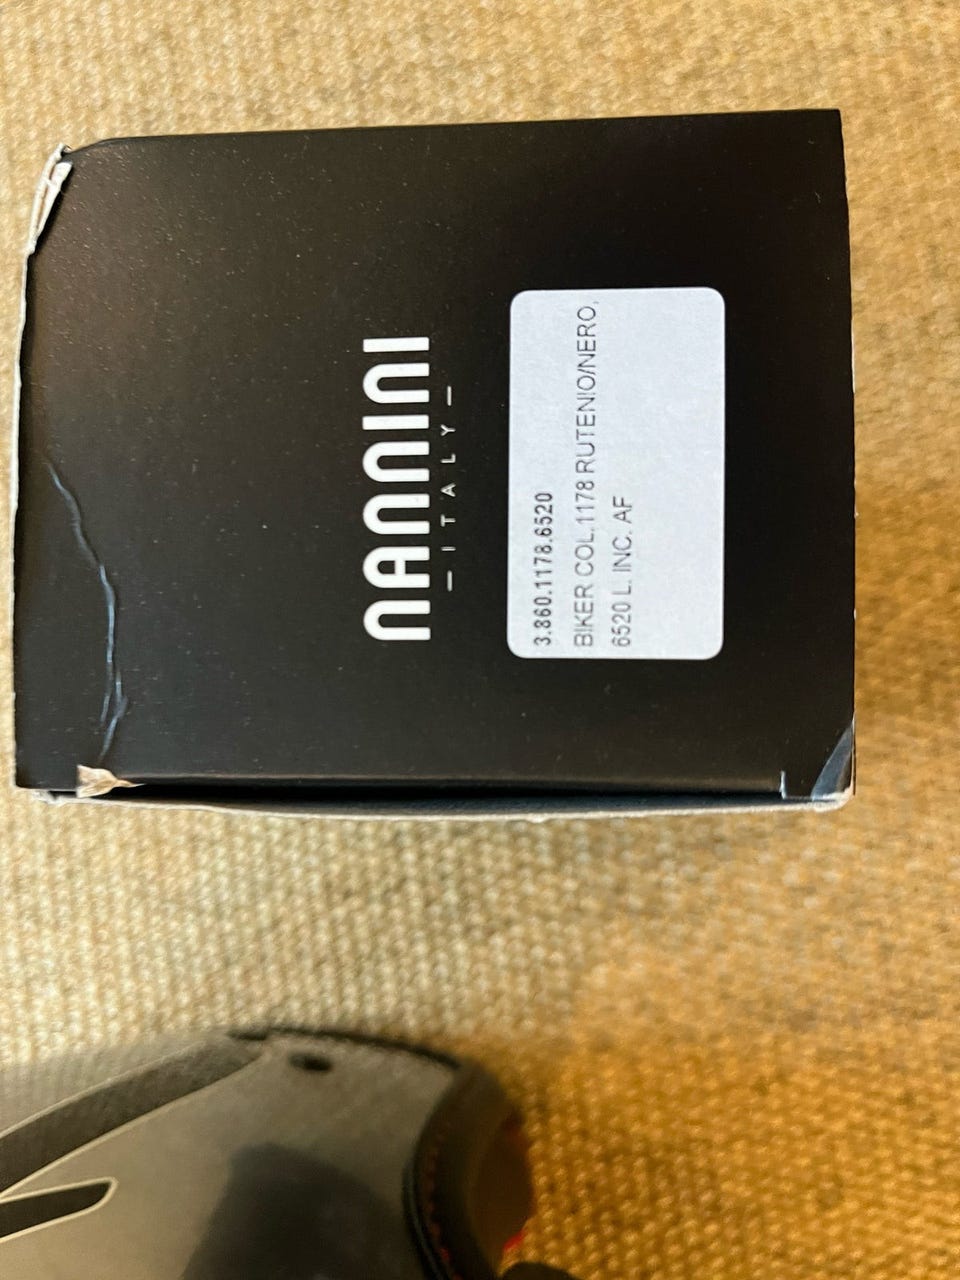 NANNINI
— ITALY —
3.860.1178.6520
BIKER COL.1178 RUTENIO/NERO,
6520 L. INC. AF